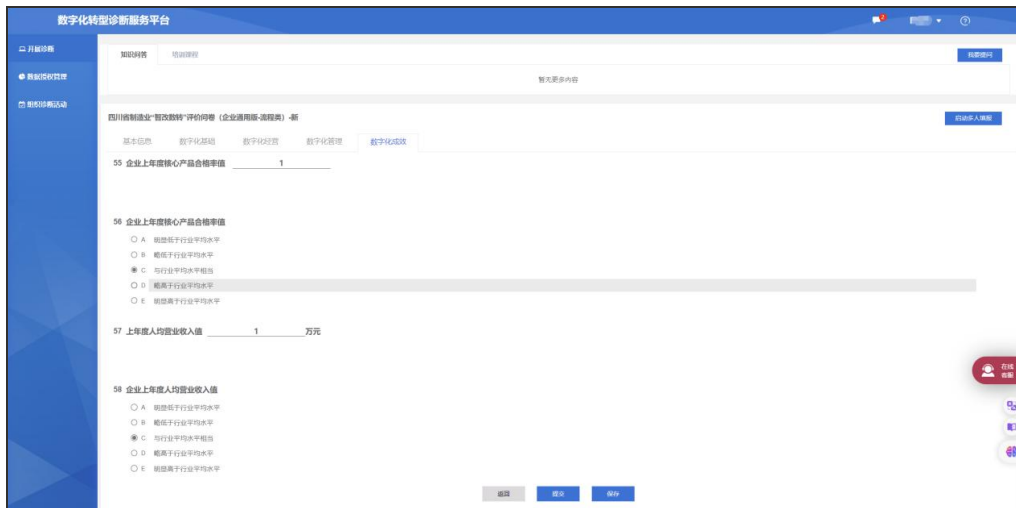 数字化转型诊断服务平台
2
开展诊断
数据授权管理
组织诊断活动
知识问答
培训课程
我要提问
暂无更多内容
四川省制造业“智改数转”评价问卷（企业通用版-流程类）-新
启动多人填报
基本信息
数字化基础
数字化经营
数字化管理
数字化成效
55 企业上年度核心产品合格率值 1
56 企业上年度核心产品合格率值
A 明显低于行业平均水平
B 略低于行业平均水平
C 与行业平均水平相当
D 略高于行业平均水平
E 明显高于行业平均水平
57 上年度人均营业收入值 1 万元
58 企业上年度人均营业收入值
A 明显低于行业平均水平
B 略低于行业平均水平
C 与行业平均水平相当
D 略高于行业平均水平
E 明显高于行业平均水平
在线
客服
返回
提交
保存